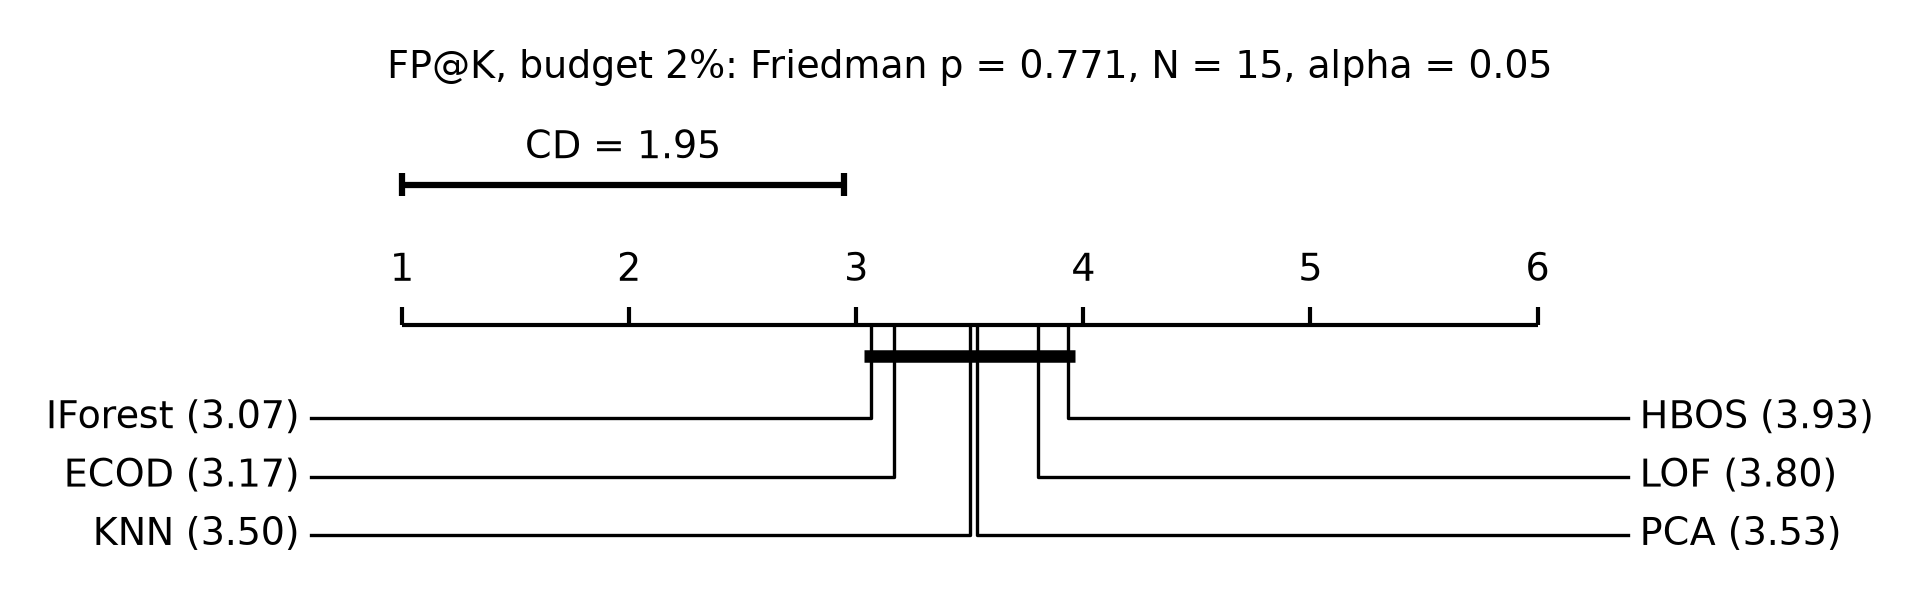 FP@K, budget 2%: Friedman p = 0.771, N = 15, alpha = 0.05
CD = 1.95
1 2 3 4 5 6
IForest (3.07) HBOS (3.93)
ECOD (3.17) LOF (3.80)
KNN (3.50) PCA (3.53)